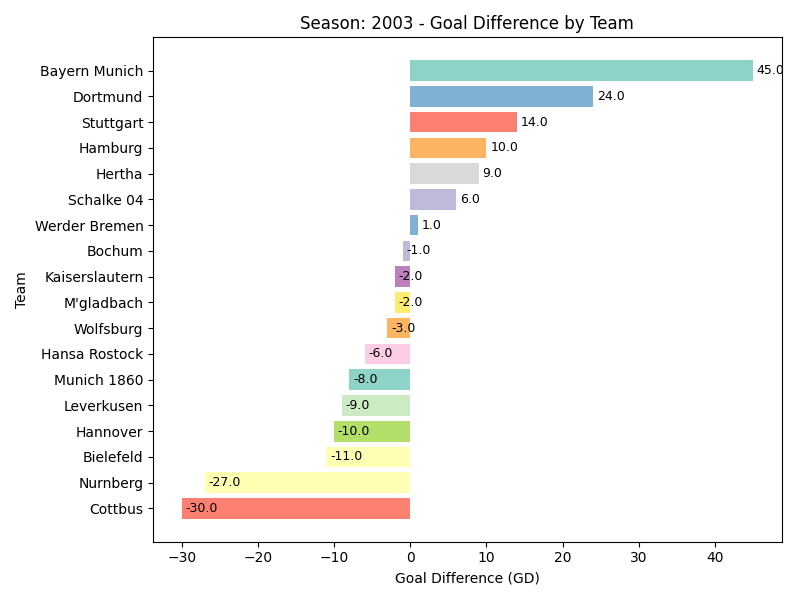 Season: 2003 - Goal Difference by Team
Team
Bayern Munich 45.0
Dortmund 24.0
Stuttgart 14.0
Hamburg 10.0
Hertha 9.0
Schalke 04 6.0
Werder Bremen 1.0
Bochum -1.0
Kaiserslautern -2.0
M'gladbach -2.0
Wolfsburg -3.0
Hansa Rostock -6.0
Munich 1860 -8.0
Leverkusen -9.0
Hannover -10.0
Bielefeld -11.0
Nurnberg -27.0
Cottbus -30.0
−30 −20 −10 0 10 20 30 40
Goal Difference (GD)